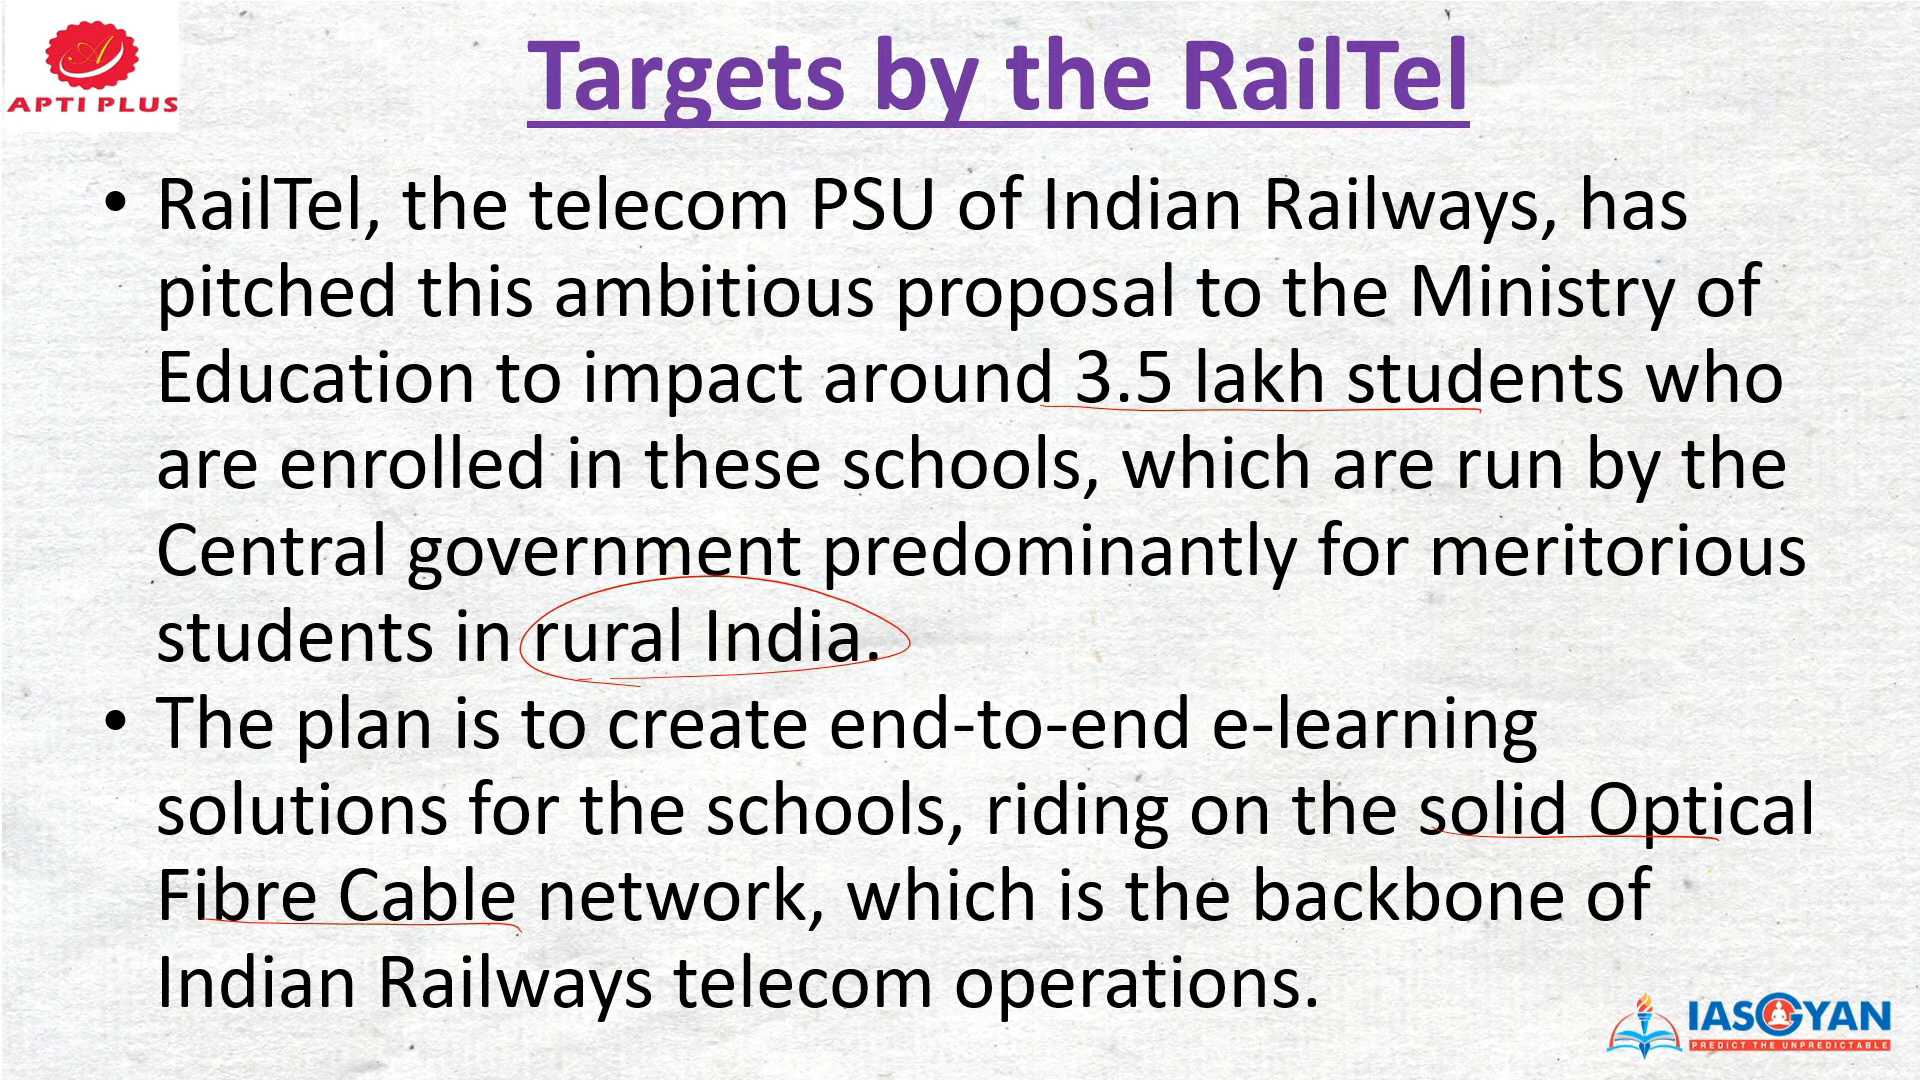 APTI PLUS
Targets by the RailTel
• RailTel, the telecom PSU of Indian Railways, has
pitched this ambitious proposal to the Ministry of
Education to impact around 3.5 lakh students who
are enrolled in these schools, which are run by the
Central government predominantly for meritorious
students in rural India.
• The plan is to create end-to-end e-learning
solutions for the schools, riding on the solid Optical
Fibre Cable network, which is the backbone of
Indian Railways telecom operations.
IASGYAN
PREDICT THE UNPREDICTABLE